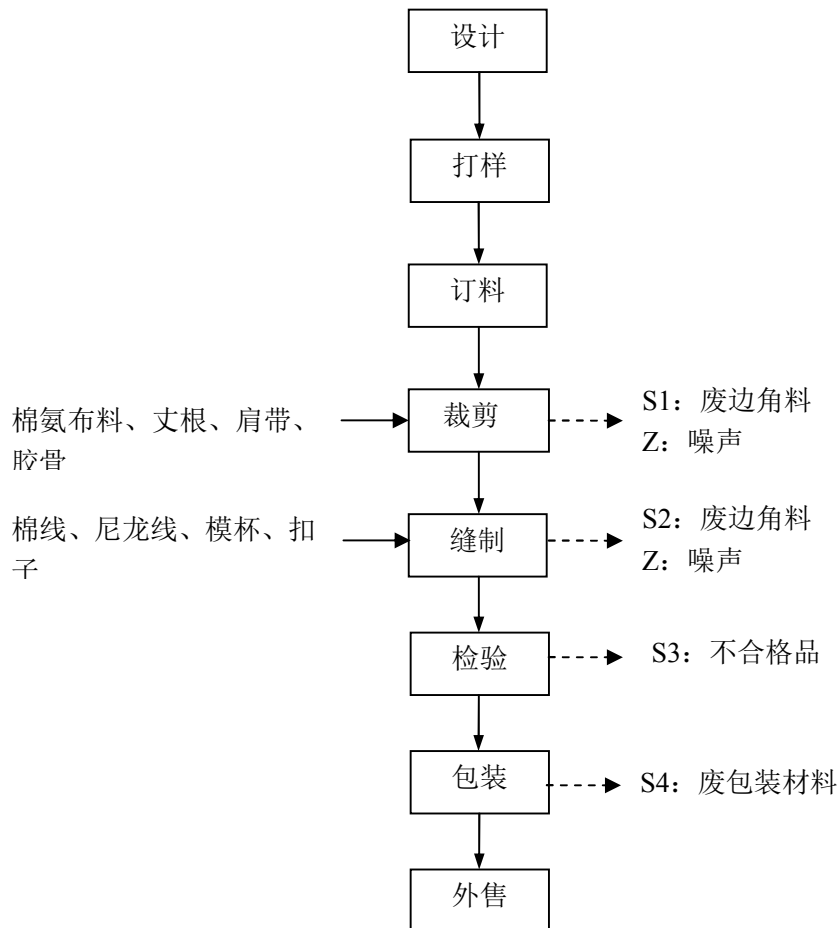 设计
打样
订料
棉氨布料、丈根、肩带、
胶骨
裁剪
S1：废边角料
Z：噪声
棉线、尼龙线、模杯、扣
子
缝制
S2：废边角料
Z：噪声
检验
S3：不合格品
包装
S4：废包装材料
外售